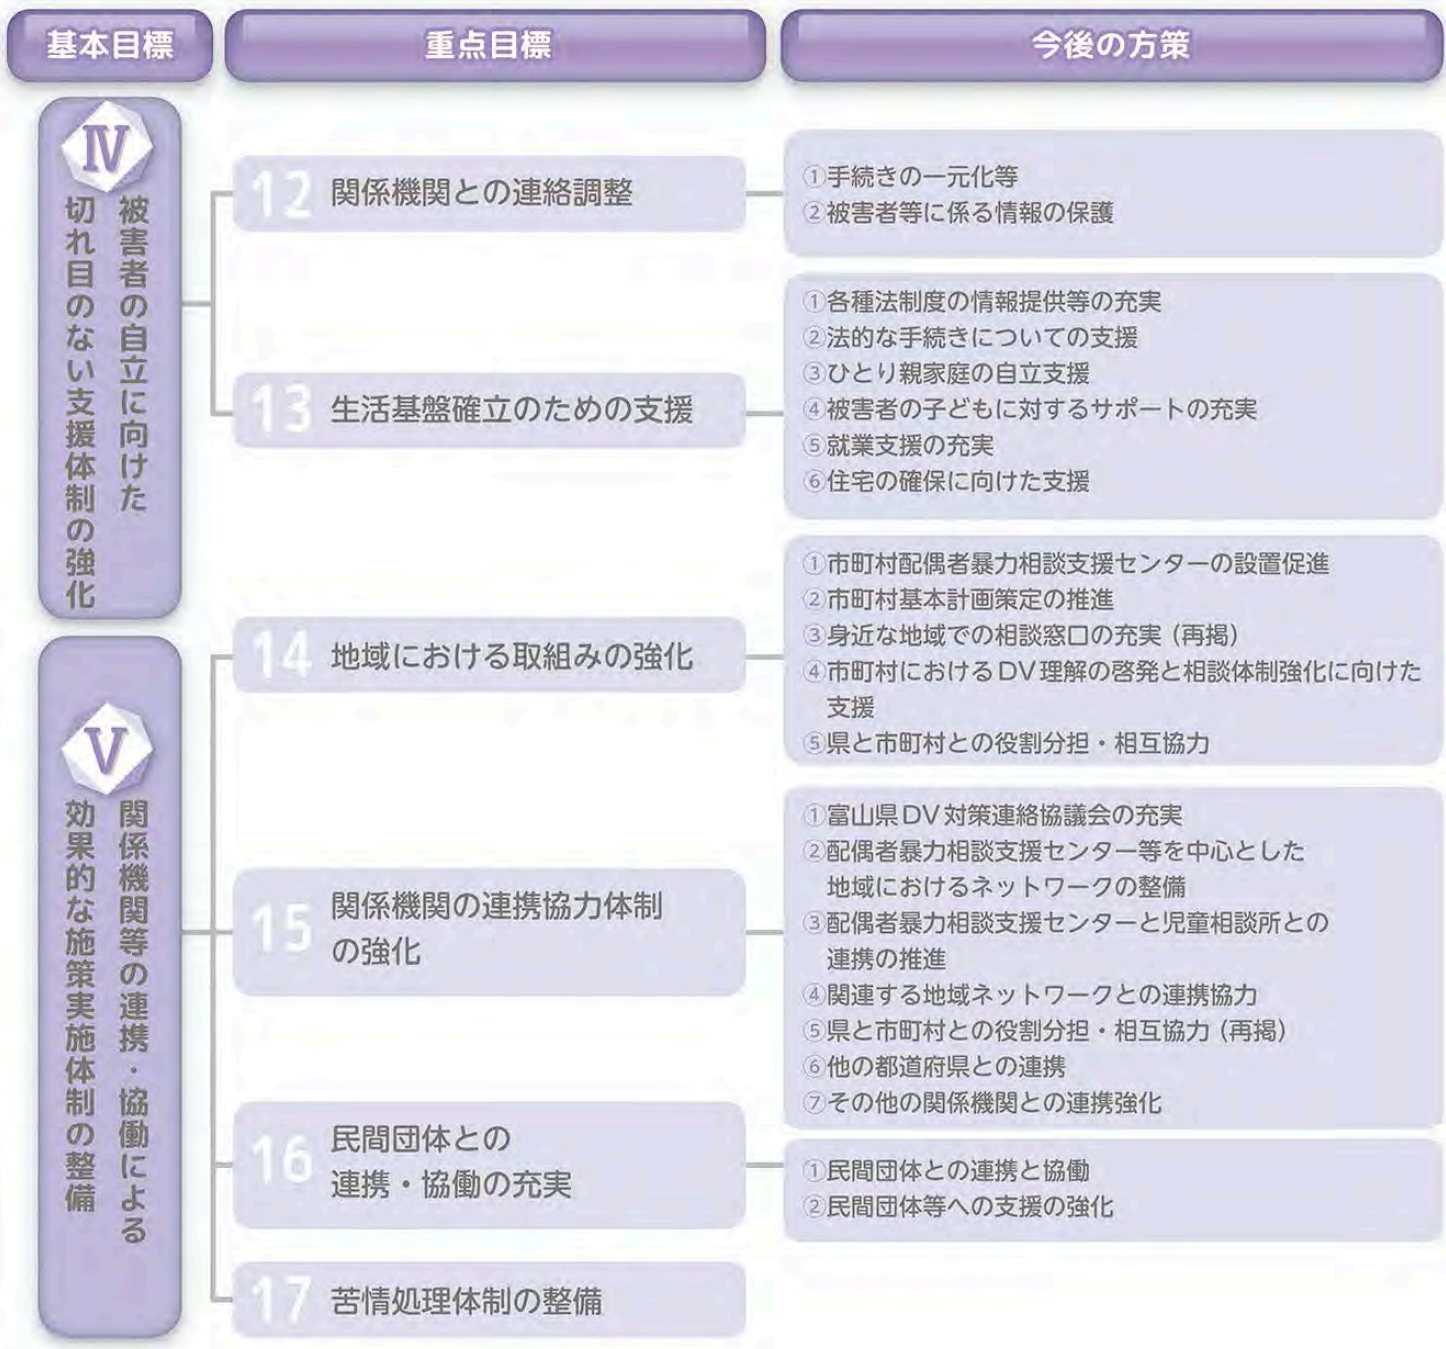 基本目標
重点目標
今後の方策
Ⅳ
被害者の自立に向けた
切れ目のない支援体制の強化
12 関係機関との連絡調整
①手続きの一元化等
②被害者等に係る情報の保護
13 生活基盤確立のための支援
①各種法制度の情報提供等の充実
②法的な手続きについての支援
③ひとり親家庭の自立支援
④被害者の子どもに対するサポートの充実
⑤就業支援の充実
⑥住宅の確保に向けた支援
Ⅴ
関係機関等の連携・協働による
効果的な施策実施体制の整備
14 地域における取組みの強化
①市町村配偶者暴力相談支援センターの設置促進
②市町村基本計画策定の推進
③身近な地域での相談窓口の充実（再掲）
④市町村におけるDV理解の啓発と相談体制強化に向けた
支援
⑤県と市町村との役割分担・相互協力
15 関係機関の連携協力体制
の強化
①富山県DV対策連絡協議会の充実
②配偶者暴力相談支援センター等を中心とした
地域におけるネットワークの整備
③配偶者暴力相談支援センターと児童相談所との
連携の推進
④関連する地域ネットワークとの連携協力
⑤県と市町村との役割分担・相互協力（再掲）
⑥他の都道府県との連携
⑦その他の関係機関との連携強化
16 民間団体との
連携・協働の充実
①民間団体との連携と協働
②民間団体等への支援の強化
17 苦情処理体制の整備